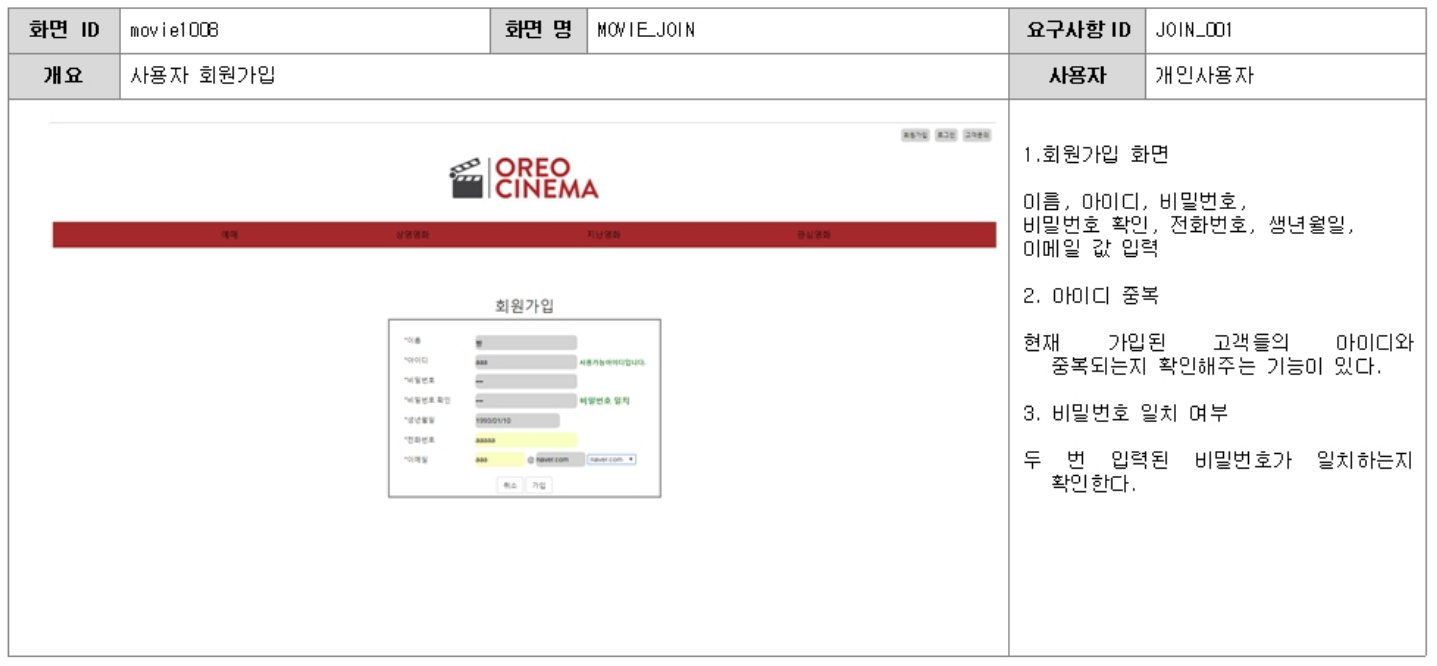 화면 ID movie1008 화면 명 MOVIE_JOIN 요구사항 ID JOIN_001
개요 사용자 회원가입 사용자 개인사용자
회원가입 로그인 고객문의
OREO
CINEMA
예매 상영영화 지난영화 관심영화
회원가입
*이름
*아이디 aaa 사용가능아이디입니다.
*비밀번호
*비밀번호 확인 비밀번호 일치
*생년월일 1990/01/10
*전화번호 aaaaa
*이메일 aaa @ naver.com naver.com
취소 가입
1.회원가입 화면
이름, 아이디, 비밀번호,
비밀번호 확인, 전화번호, 생년월일,
이메일 값 입력
2. 아이디 중복
현재 가입된 고객들의 아이디와
중복되는지 확인해주는 기능이 있다.
3. 비밀번호 일치 여부
두 번 입력된 비밀번호가 일치하는지
확인한다.